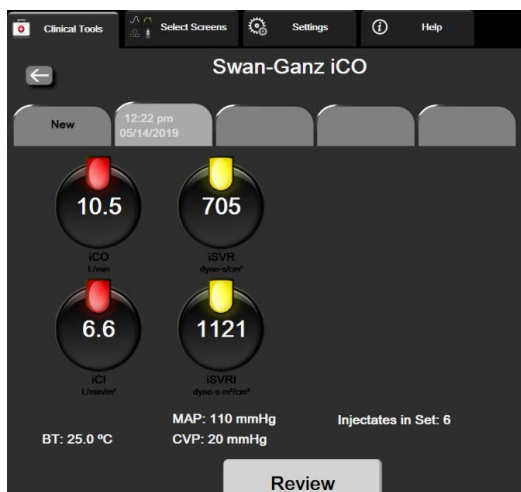 Clinical Tools Select Screens Settings Help
Swan-Ganz iCO
New
12:22 pm
05/14/2019
10.5 705
iCO iSVR
L/min dyne-s/cm⁵
6.6 1121
iCI iSVRI
L/min/m² dyne-s-m²/cm⁵
MAP: 110 mmHg Injectates in Set: 6
BT: 25.0 ºC CVP: 20 mmHg
Review